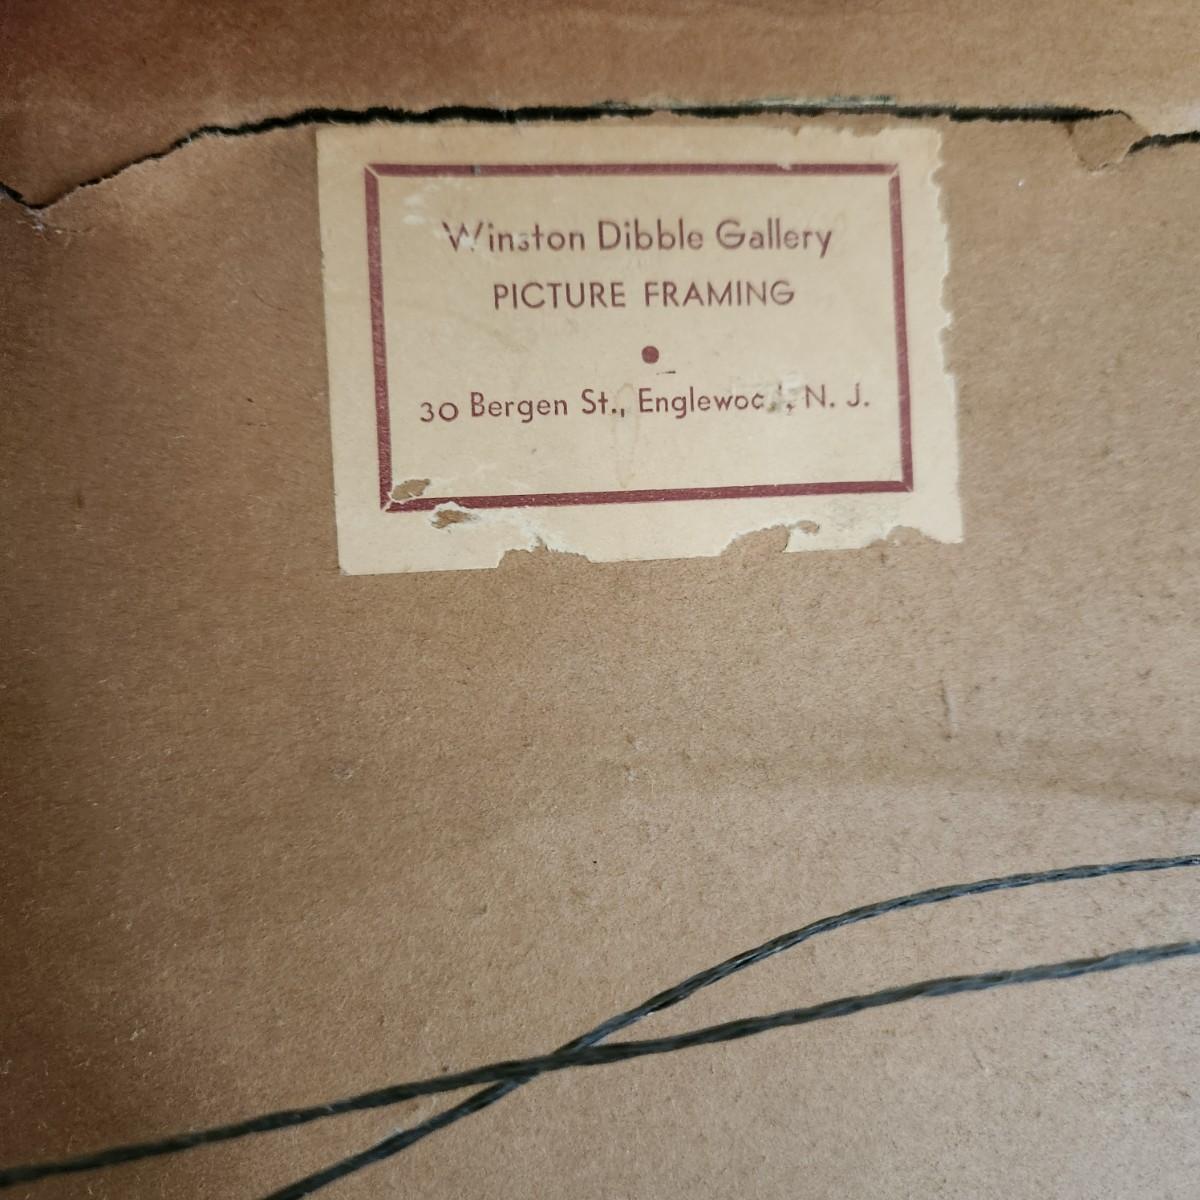 Winston Dibble Gallery
PICTURE FRAMING
30 Bergen St., Englewood, N. J.